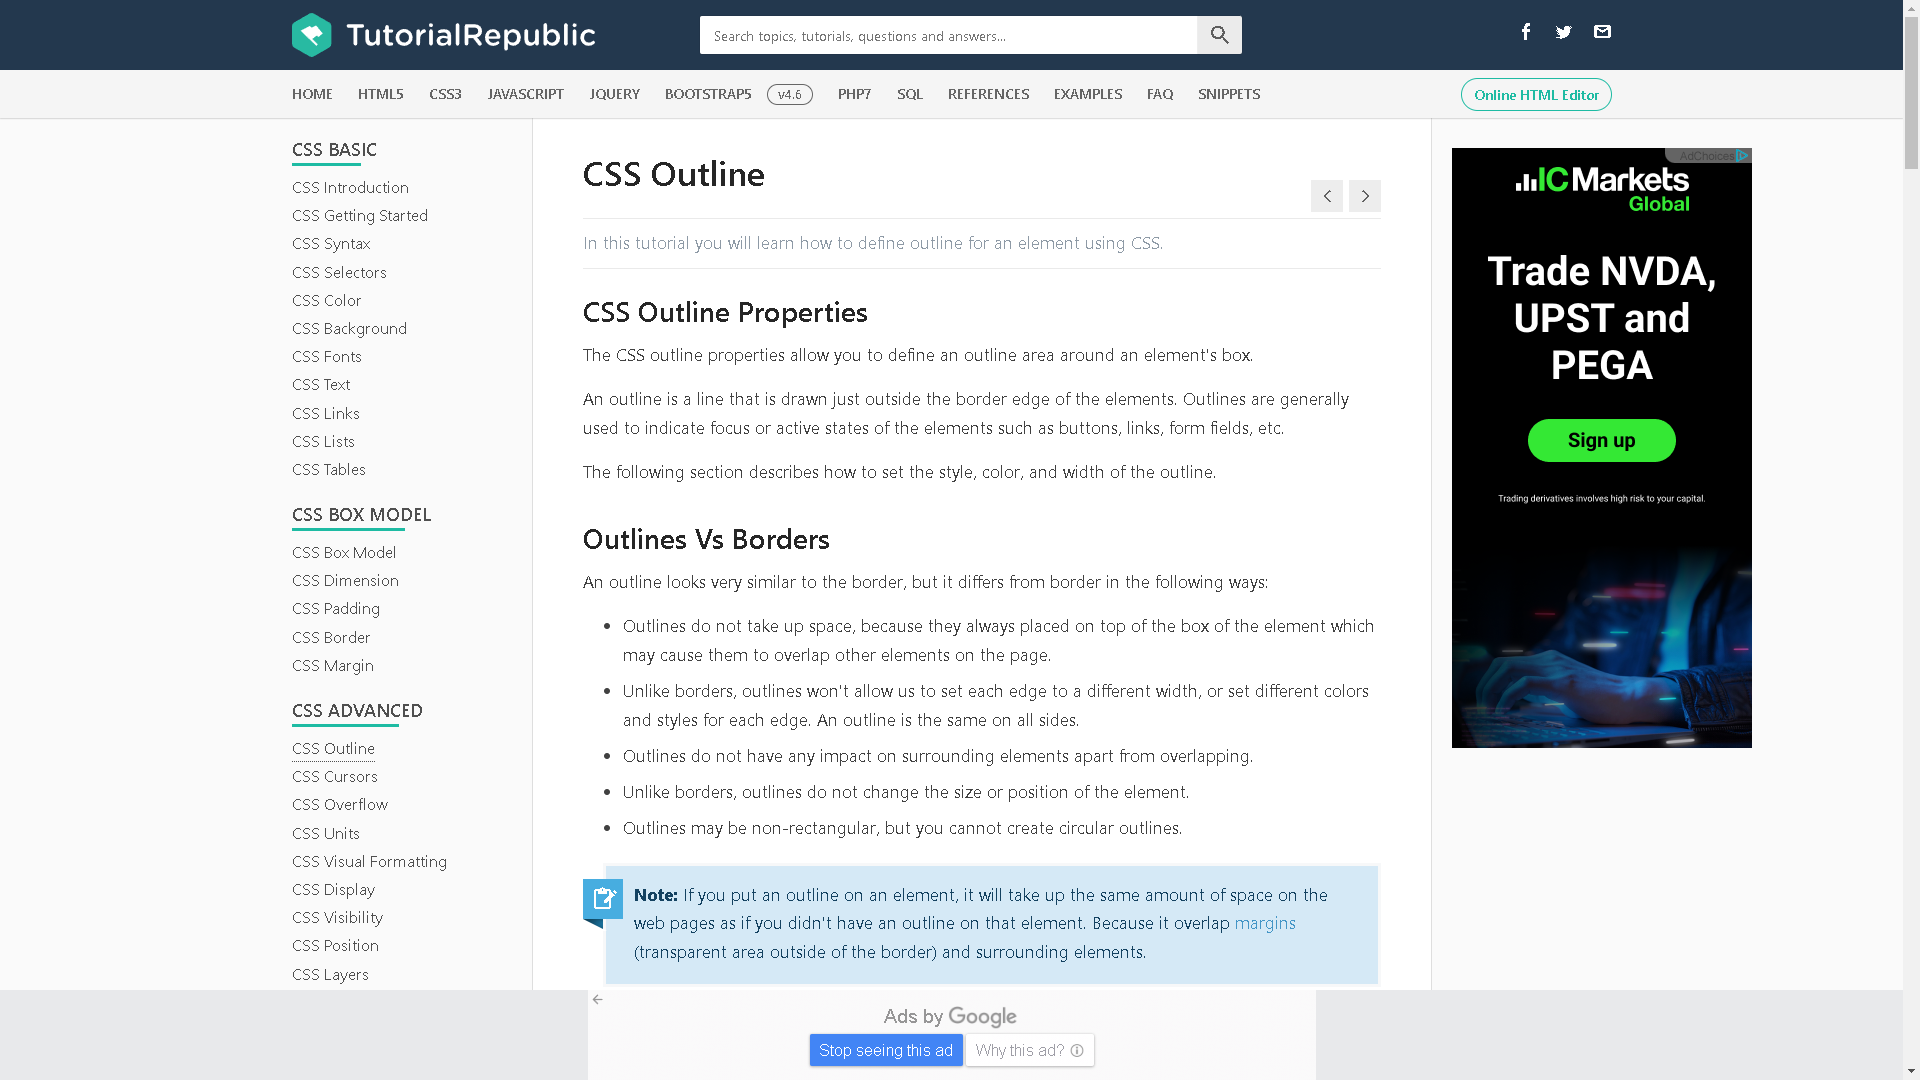 TutorialRepublic
Search topics, tutorials, questions and answers...
HOME HTML5 CSS3 JAVASCRIPT JQUERY BOOTSTRAP5 v4.6 PHP7 SQL REFERENCES EXAMPLES FAQ SNIPPETS Online HTML Editor
CSS BASIC
CSS Introduction
CSS Getting Started
CSS Syntax
CSS Selectors
CSS Color
CSS Background
CSS Fonts
CSS Text
CSS Links
CSS Lists
CSS Tables
CSS BOX MODEL
CSS Box Model
CSS Dimension
CSS Padding
CSS Border
CSS Margin
CSS ADVANCED
CSS Outline
CSS Cursors
CSS Overflow
CSS Units
CSS Visual Formatting
CSS Display
CSS Visibility
CSS Position
CSS Layers
CSS Outline
In this tutorial you will learn how to define outline for an element using CSS.
CSS Outline Properties
The CSS outline properties allow you to define an outline area around an element's box.
An outline is a line that is drawn just outside the border edge of the elements. Outlines are generally
used to indicate focus or active states of the elements such as buttons, links, form fields, etc.
The following section describes how to set the style, color, and width of the outline.
Outlines Vs Borders
An outline looks very similar to the border, but it differs from border in the following ways:
Outlines do not take up space, because they always placed on top of the box of the element which
may cause them to overlap other elements on the page.
Unlike borders, outlines won't allow us to set each edge to a different width, or set different colors
and styles for each edge. An outline is the same on all sides.
Outlines do not have any impact on surrounding elements apart from overlapping.
Unlike borders, outlines do not change the size or position of the element.
Outlines may be non-rectangular, but you cannot create circular outlines.
Note: If you put an outline on an element, it will take up the same amount of space on the
web pages as if you didn't have an outline on that element. Because it overlap margins
(transparent area outside of the border) and surrounding elements.
AdChoices
IC Markets
Global
Trade NVDA,
UPST and
PEGA
Sign up
Trading derivatives involves high risk to your capital.
Ads by Google
Stop seeing this ad Why this ad?